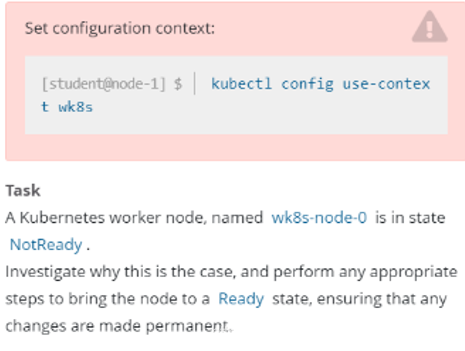 Set configuration context:
[student@node-1] $ | kubectl config use-contex
t wk8s
Task
A Kubernetes worker node, named wk8s-node-0 is in state
NotReady .
Investigate why this is the case, and perform any appropriate
steps to bring the node to a Ready state, ensuring that any
changes are made permanent.